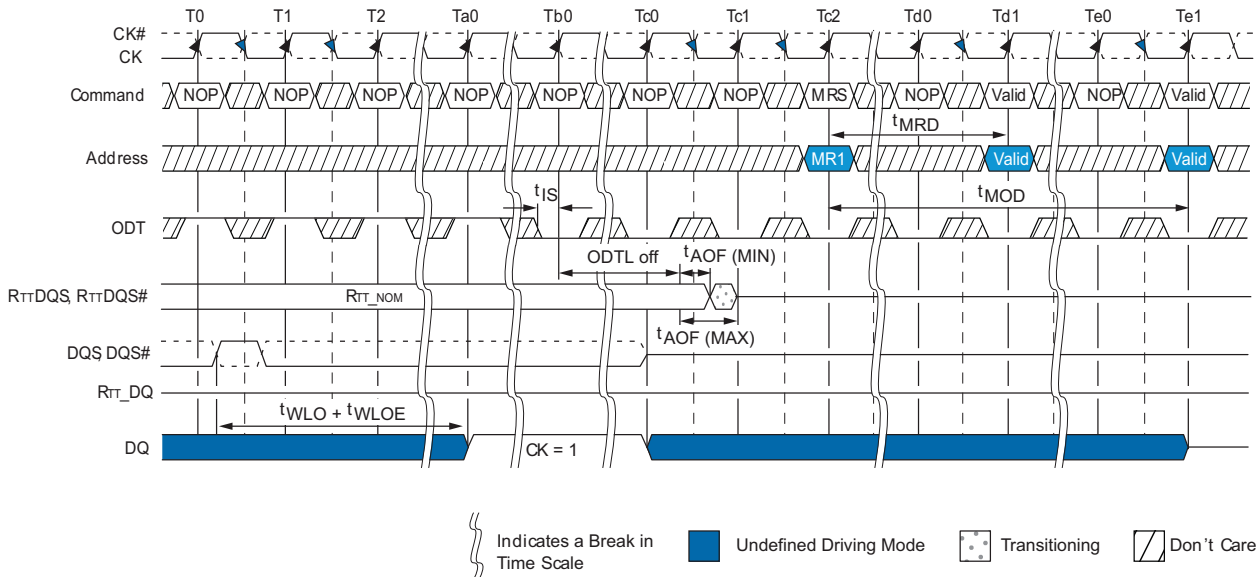 T0 T1 T2 Ta0 Tb0 Tc0 Tc1 Tc2 Td0 Td1 Te0 Te1
CK#
CK
Command NOP NOP NOP NOP NOP NOP NOP MRS NOP Valid NOP Valid
tMRD
Address MR1 Valid Valid
tIS tMOD
ODT
ODTL off tAOF (MIN)
RTTDQS, RTTDQS# RTT_NOM
tAOF (MAX)
DQS, DQS#
RTT_DQ
tWLO + tWLOE
DQ CK = 1
Indicates a Break in
Time Scale
Undefined Driving Mode
Transitioning
Don't Care